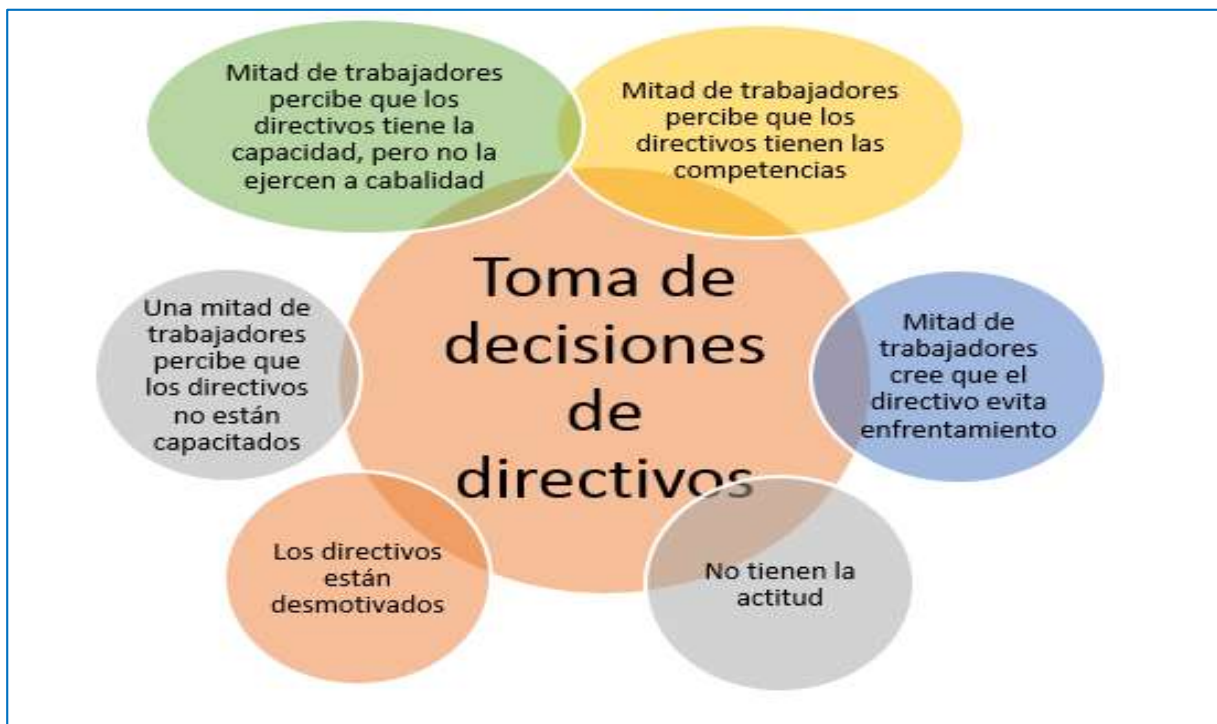 Mitad de trabajadores
percibe que los
directivos tiene la
capacidad, pero no la
ejercen a cabalidad
Mitad de trabajadores
percibe que los
directivos tienen las
competencias
Toma de
decisiones
de
directivos
Una mitad de
trabajadores
percibe que
los directivos
no están
capacitados
Mitad de
trabajadores
cree que el
directivo evita
enfrentamiento
Los directivos
están
desmotivados
No tienen la
actitud